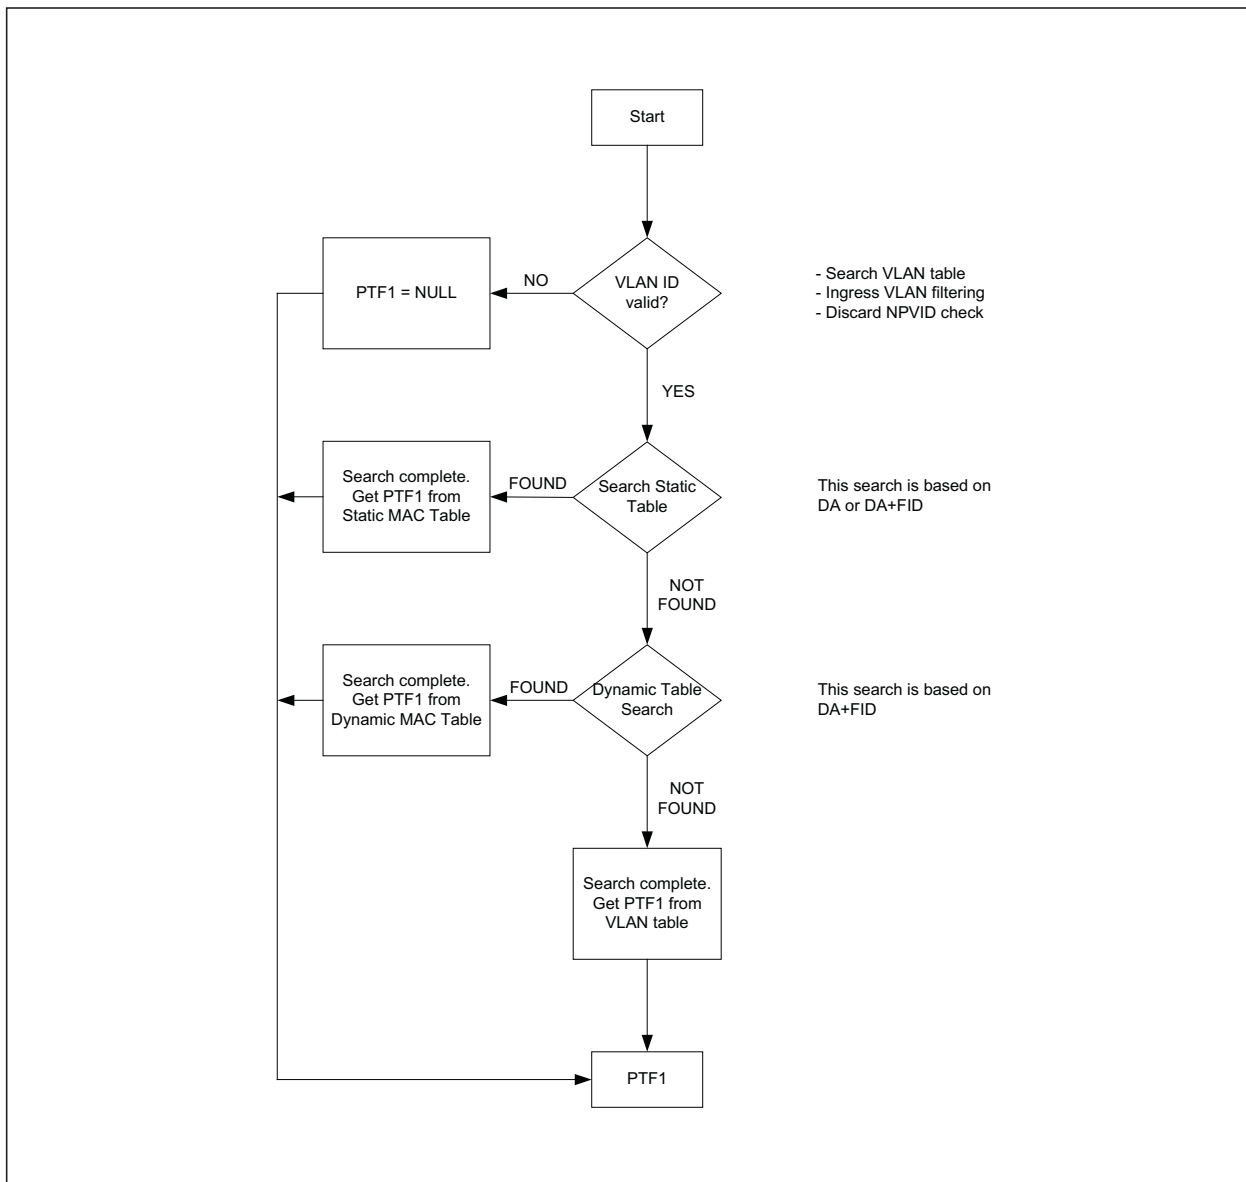 Start
VLAN ID
valid?
NO
PTF1 = NULL
- Search VLAN table
- Ingress VLAN filtering
- Discard NPVID check
YES
Search Static
Table
FOUND
Search complete.
Get PTF1 from
Static MAC Table
This search is based on
DA or DA+FID
NOT
FOUND
Dynamic Table
Search
FOUND
Search complete.
Get PTF1 from
Dynamic MAC Table
This search is based on
DA+FID
NOT
FOUND
Search complete.
Get PTF1 from
VLAN table
PTF1